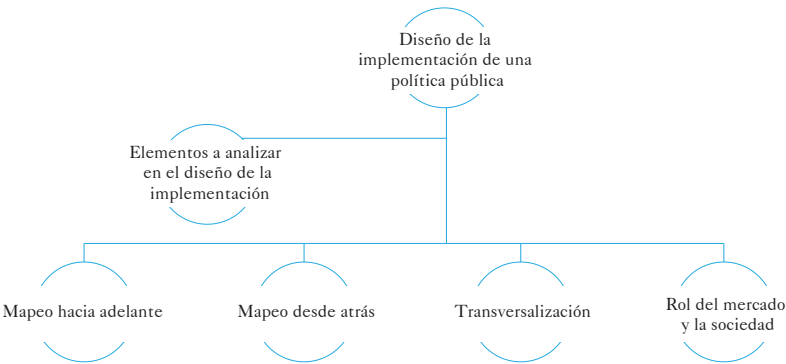 Diseño de la
implementación de una
política pública
Elementos a analizar
en el diseño de la
implementación
Mapeo hacia adelante
Mapeo desde atrás
Transversalización
Rol del mercado
y la sociedad